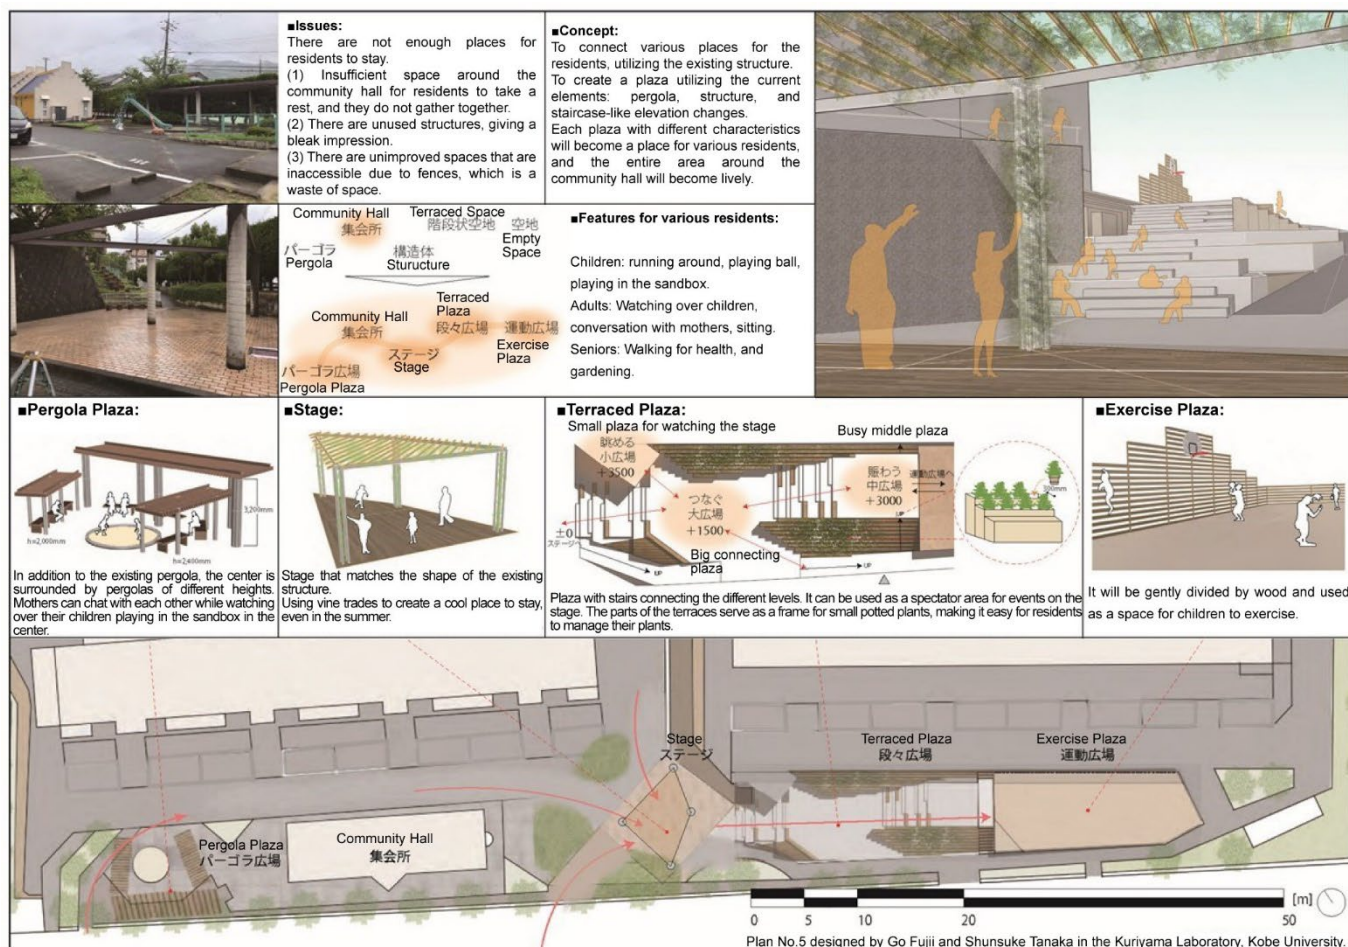 ■Issues:
There are not enough places for
residents to stay.
(1) Insufficient space around the
community hall for residents to take a
rest, and they do not gather together.
(2) There are unused structures, giving a
bleak impression.
(3) There are unimproved spaces that are
inaccessible due to fences, which is a
waste of space.
■Concept:
To connect various places for the
residents, utilizing the existing structure.
To create a plaza utilizing the current
elements: pergola, structure, and
staircase-like elevation changes.
Each plaza with different characteristics
will become a place for various residents,
and the entire area around the
community hall will become lively.
Community Hall
集会所
Terraced Space
階段状空地
空地
Empty
Space
パーゴラ
Pergola
構造体
Sturucture
Community Hall
集会所
Terraced
Plaza
段々広場
運動広場
Exercise
Plaza
ステージ
Stage
パーゴラ広場
Pergola Plaza
■Features for various residents:
Children: running around, playing ball,
playing in the sandbox.
Adults: Watching over children,
conversation with mothers, sitting.
Seniors: Walking for health, and
gardening.
■Pergola Plaza:
3,200mm
h=2,000mm
h=2,400mm
In addition to the existing pergola, the center is
surrounded by pergolas of different heights.
Mothers can chat with each other while watching
over their children playing in the sandbox in the
center.
■Stage:
Stage that matches the shape of the existing
structure.
Using vine trades to create a cool place to stay,
even in the summer.
■Terraced Plaza:
Small plaza for watching the stage
眺める
小広場
+3500
Busy middle plaza
賑わう
中広場
+3000
運動広場へ
つなぐ
大広場
+1500
±0
ステージへ
UP
UP
UP
300mm
Big connecting
plaza
Plaza with stairs connecting the different levels. It can be used as a spectator area for events on the
stage. The parts of the terraces serve as a frame for small potted plants, making it easy for residents
to manage their plants.
■Exercise Plaza:
It will be gently divided by wood and used
as a space for children to exercise.
Stage
ステージ
Terraced Plaza
段々広場
Exercise Plaza
運動広場
Pergola Plaza
パーゴラ広場
Community Hall
集会所
[m]
0 5 10 20 50
Plan No.5 designed by Go Fujii and Shunsuke Tanaka in the Kuriyama Laboratory, Kobe University.